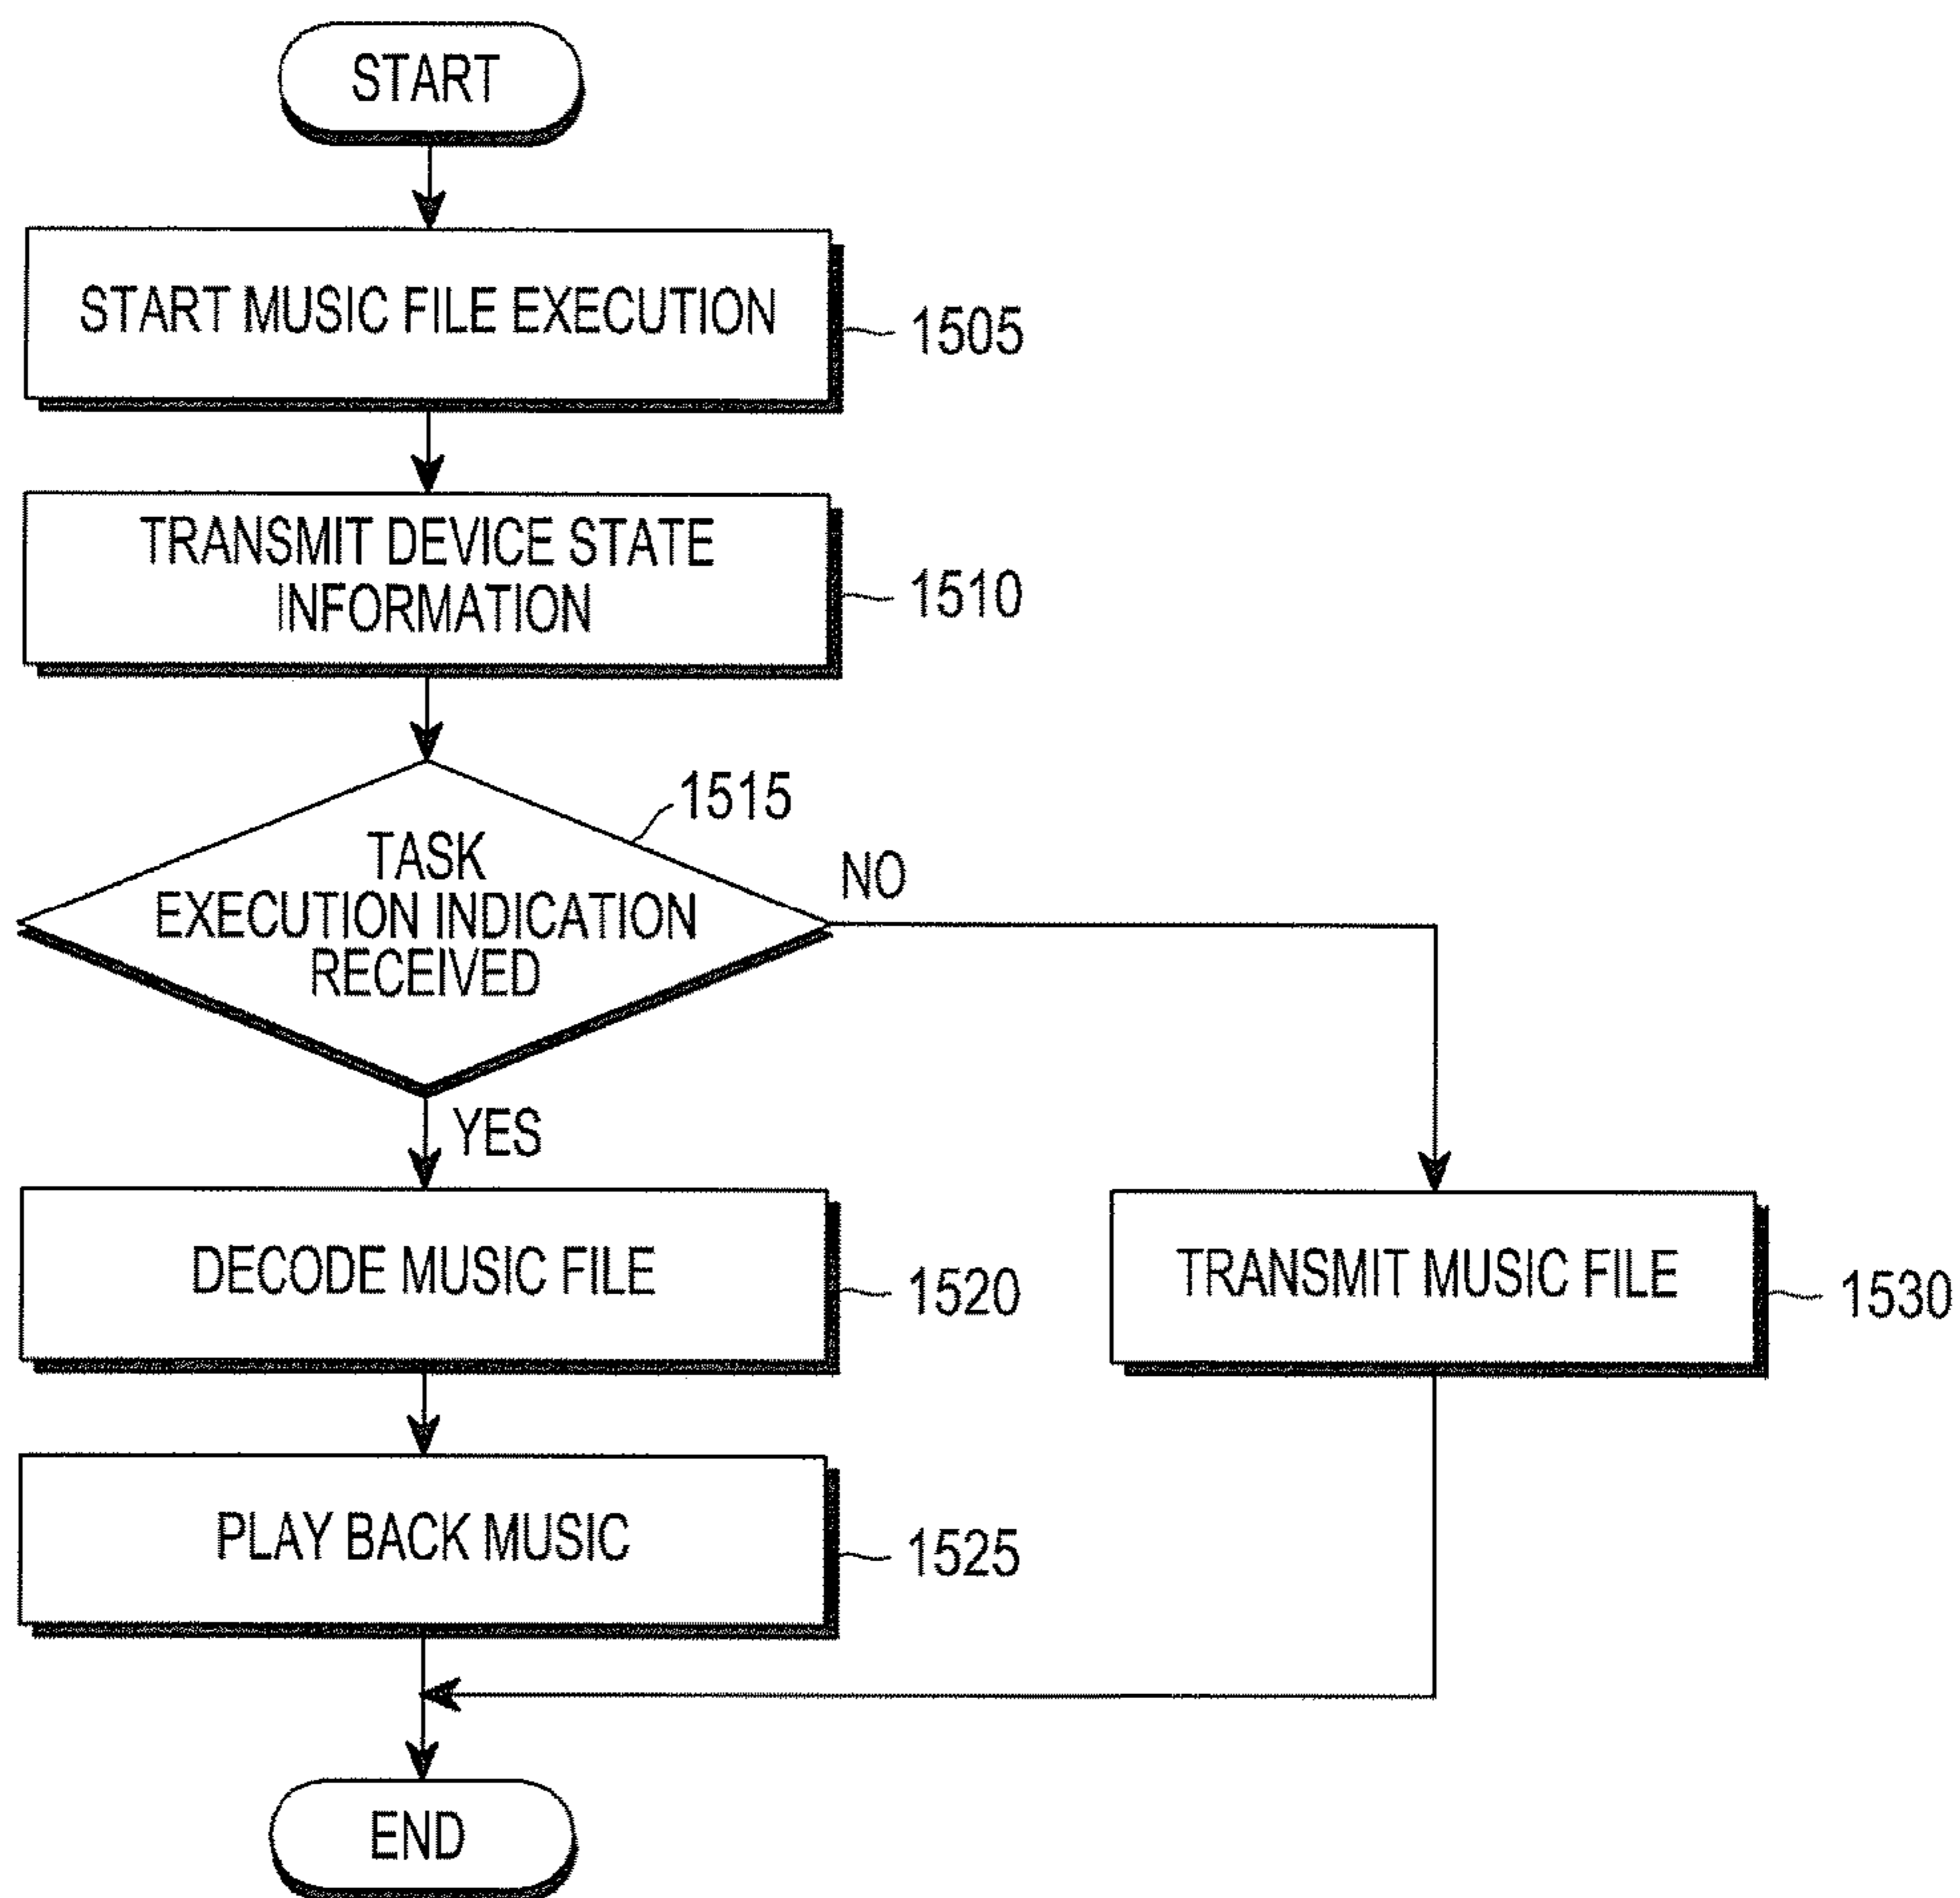 START
START MUSIC FILE EXECUTION
1505
TRANSMIT DEVICE STATE
INFORMATION
1510
1515
TASK
EXECUTION INDICATION
RECEIVED
NO
YES
DECODE MUSIC FILE
1520
TRANSMIT MUSIC FILE
1530
PLAY BACK MUSIC
1525
END